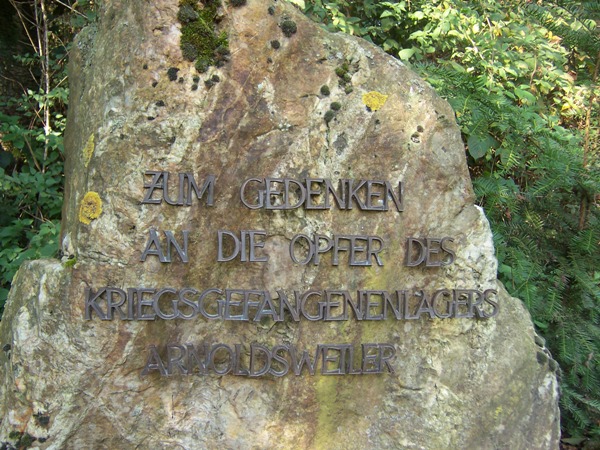 ZUM GEDENKEN
AN DIE OPFER DES
KRIEGSGEFANGENENLAGERS
ARNOLDSWEILER